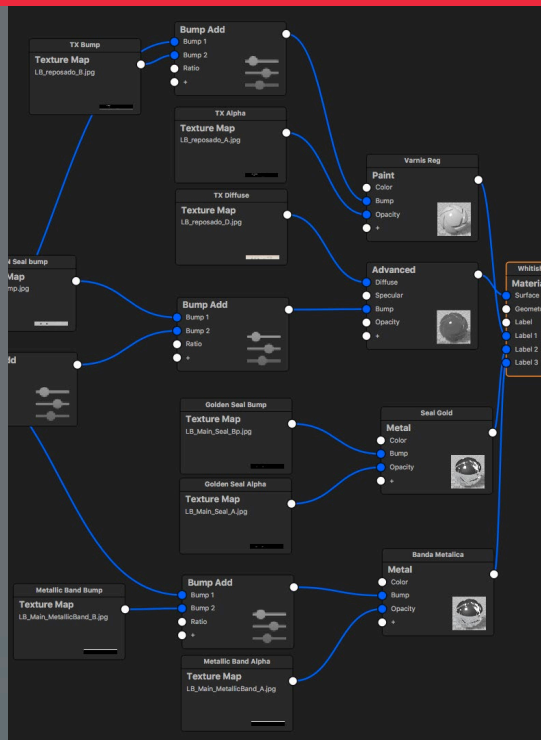 TX Bump
Texture Map
LB_reposado_B.jpg
Bump Add
Bump 1
Bump 2
Ratio
+
TX Alpha
Texture Map
LB_reposado_A.jpg
TX Diffuse
Texture Map
LB_reposado_D.jpg
Varnis Reg
Paint
Color
Bump
Opacity
+
N Seal bump
Map
mp.jpg
Bump Add
Bump 1
Bump 2
Ratio
+
Advanced
Diffuse
Specular
Bump
Opacity
+
Whitish
Materia
Surface
Geomet
Label
Label 1
Label 2
Label 3
dd
Golden Seal Bump
Texture Map
LB_Main_Seal_Bp.jpg
Golden Seal Alpha
Texture Map
LB_Main_Seal_A.jpg
Seal Gold
Metal
Color
Bump
Opacity
+
Metallic Band Bump
Texture Map
LB_Main_MetallicBand_B.jpg
Bump Add
Bump 1
Bump 2
Ratio
+
Metallic Band Alpha
Texture Map
LB_Main_MetallicBand_A.jpg
Banda Metalica
Metal
Color
Bump
Opacity
+